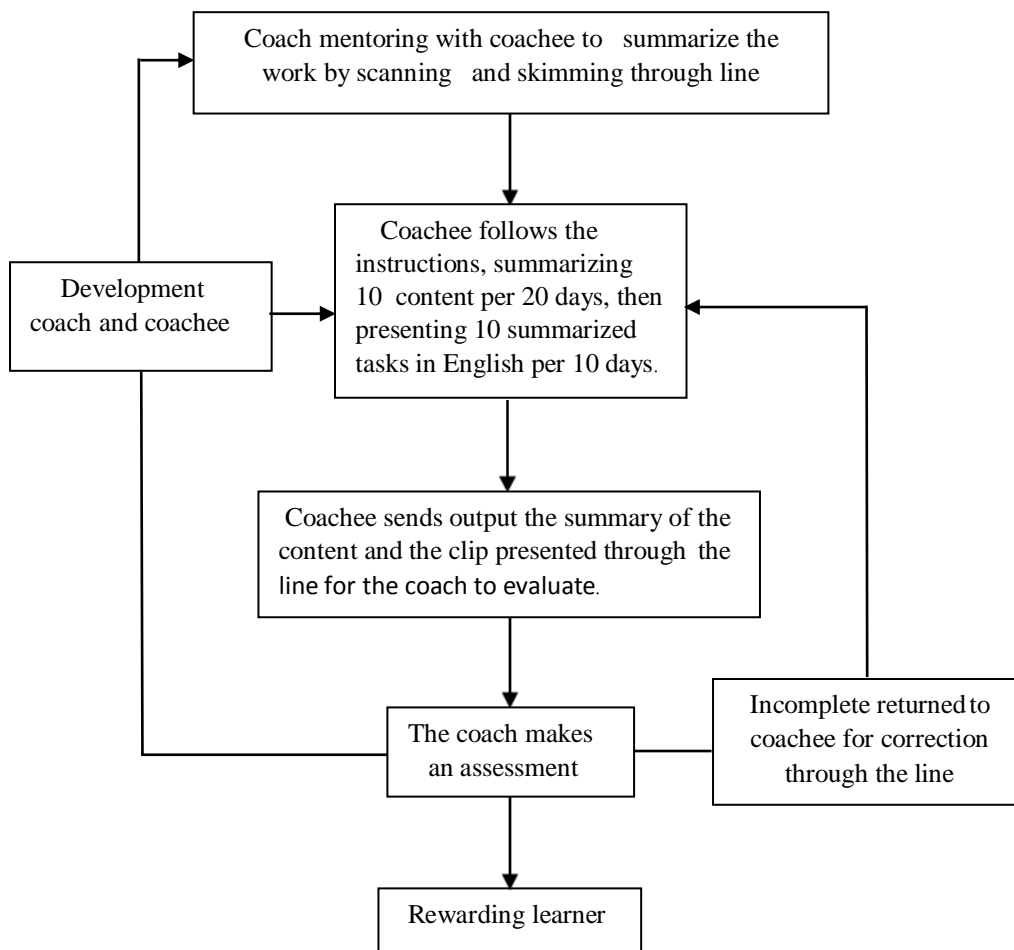 Coach mentoring with coachee to summarize the
work by scanning and skimming through line
Coachee follows the
instructions, summarizing
10 content per 20 days, then
presenting 10 summarized
tasks in English per 10 days.
Development
coach and coachee
Coachee sends output the summary of the
content and the clip presented through the
line for the coach to evaluate.
The coach makes
an assessment
Incomplete returned to
coachee for correction
through the line
Rewarding learner